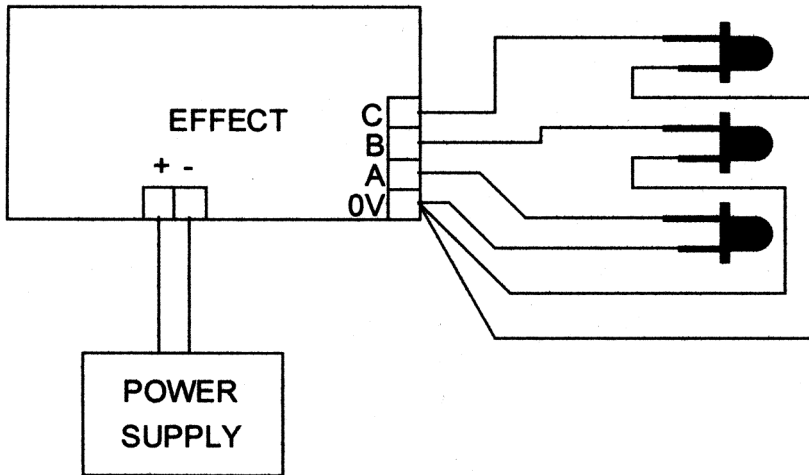 EFFECT
C
B
A
0V
+ -
POWER
SUPPLY